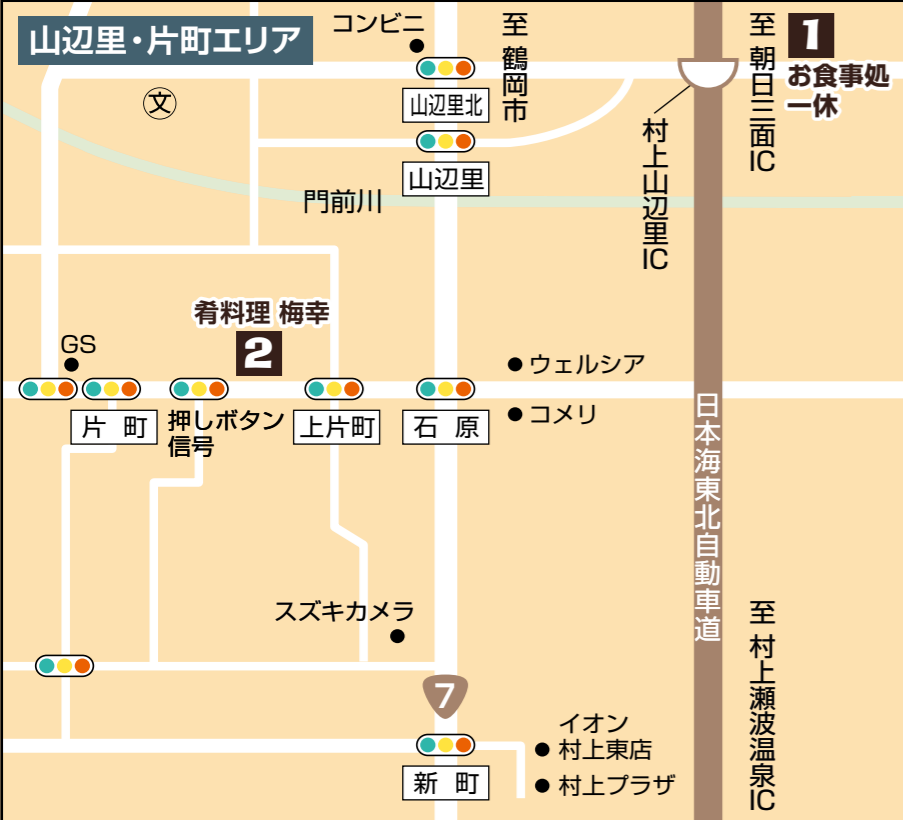 山辺里・片町エリア
コンビニ
至 鶴岡市
至 朝日三面IC
1
お食事処
一休
文
山辺里北
山辺里
村上山辺里IC
門前川
肴料理 梅幸
2
GS
ウェルシア
コメリ
片町
押しボタン
信号
上片町
石原
日本海東北自動車道
スズキカメラ
至 村上瀬波温泉IC
7
イオン
村上東店
村上プラザ
新町